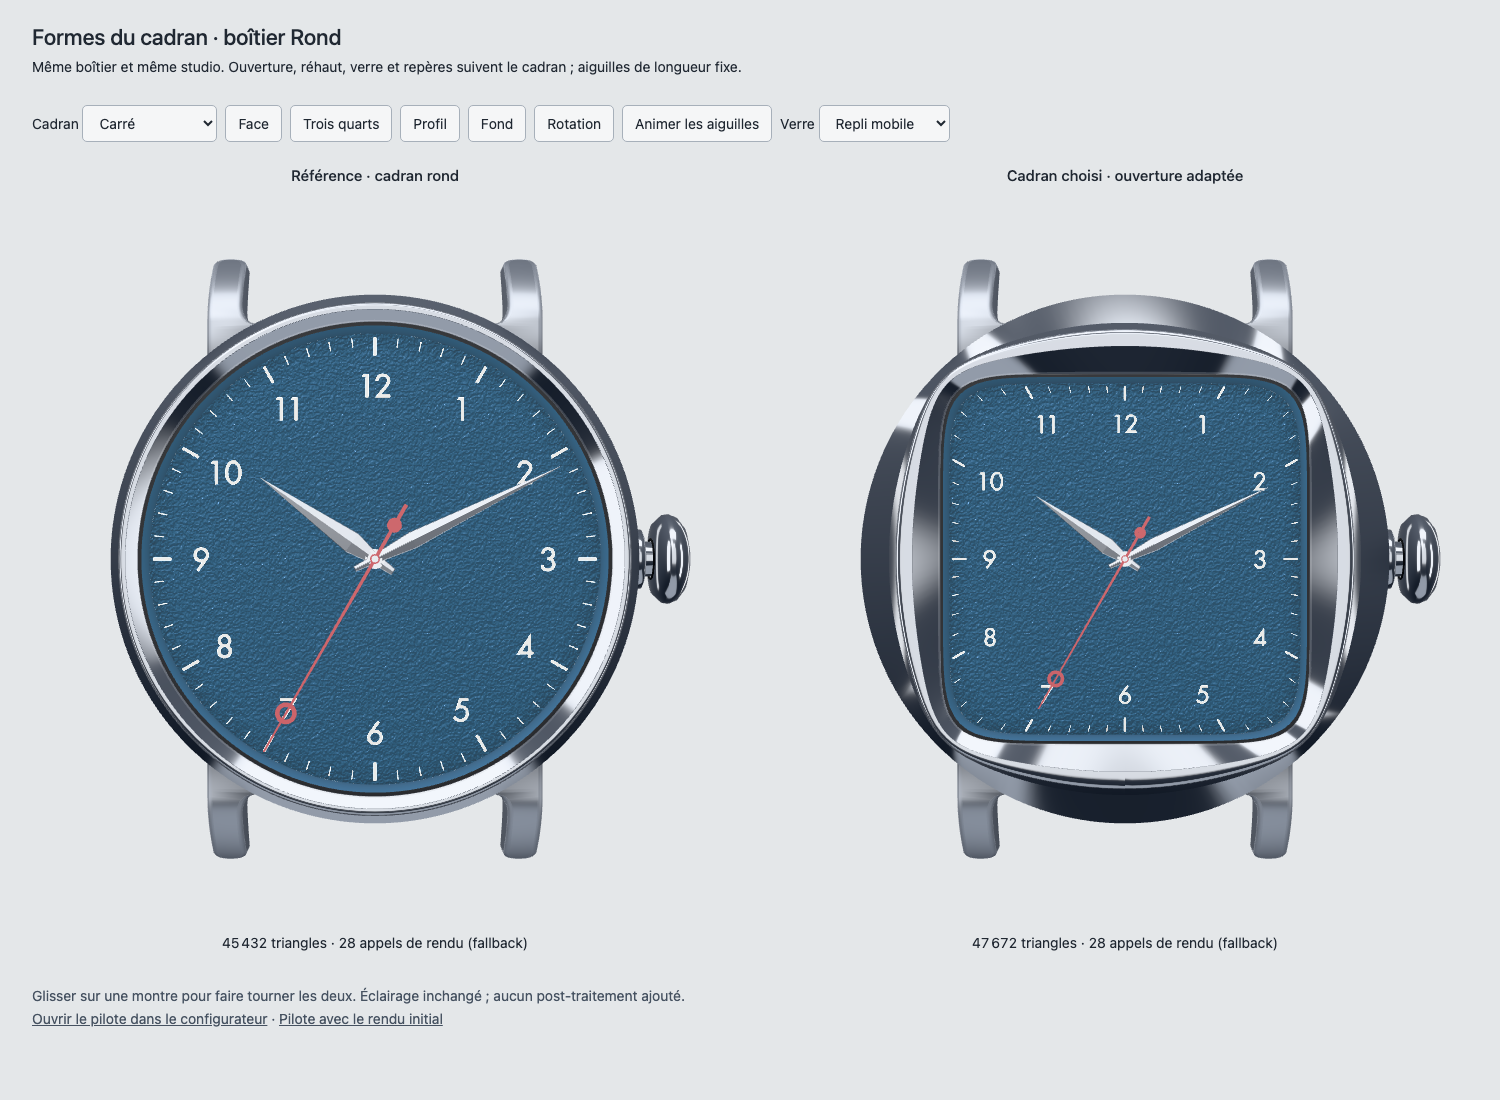 Formes du cadran · boîtier Rond
Même boîtier et même studio. Ouverture, réhaut, verre et repères suivent le cadran ; aiguilles de longueur fixe.
Cadran Carré Face Trois quarts Profil Fond Rotation Animer les aiguilles Verre Repli mobile
Référence · cadran rond
12
11 1
10 2
9 3
8 4
7 5
6
45 432 triangles · 28 appels de rendu (fallback)
Cadran choisi · ouverture adaptée
11 12 1
10 2
9 3
8 4
7 6 5
47 672 triangles · 28 appels de rendu (fallback)
Glisser sur une montre pour faire tourner les deux. Éclairage inchangé ; aucun post-traitement ajouté.
Ouvrir le pilote dans le configurateur · Pilote avec le rendu initial